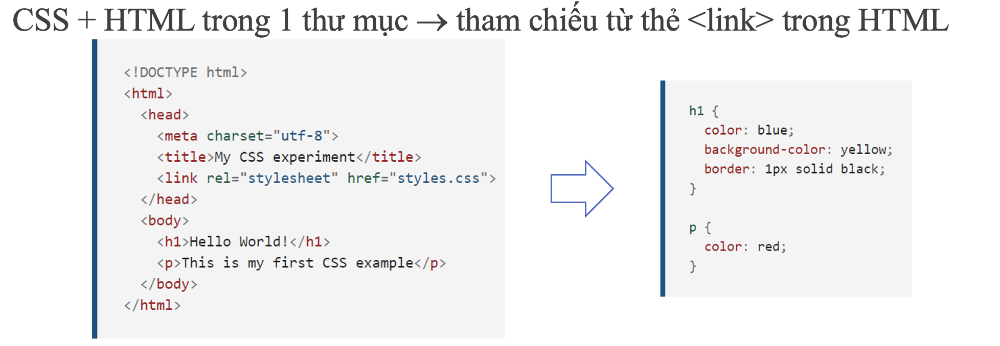 CSS + HTML trong 1 thư mục → tham chiếu từ thẻ <link> trong HTML
<!DOCTYPE html>
<html>
  <head>
    <meta charset="utf-8">
    <title>My CSS experiment</title>
    <link rel="stylesheet" href="styles.css">
  </head>
  <body>
    <h1>Hello World!</h1>
    <p>This is my first CSS example</p>
  </body>
</html>
h1 {
  color: blue;
  background-color: yellow;
  border: 1px solid black;
}
p {
  color: red;
}